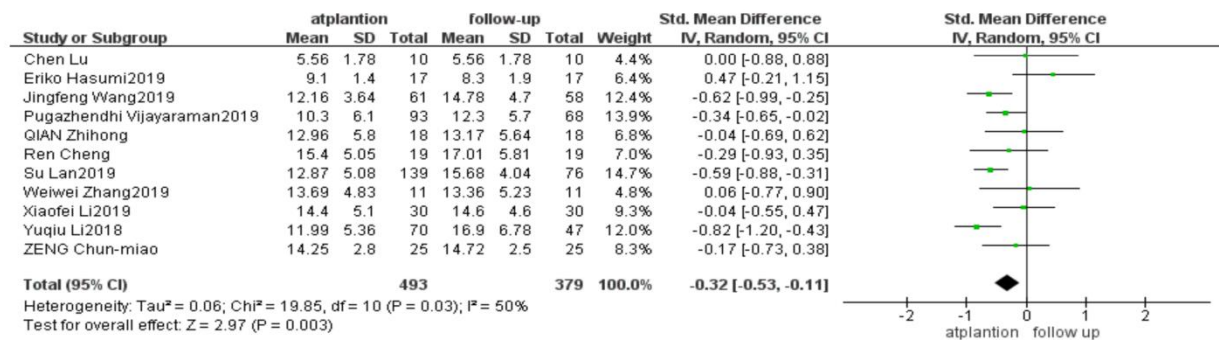 atplantion follow-up Std. Mean Difference Std. Mean Difference
Study or Subgroup Mean SD Total Mean SD Total Weight IV, Random, 95% CI IV, Random, 95% CI
Chen Lu 5.56 1.78 10 5.56 1.78 10 4.4% 0.00 [-0.88, 0.88]
Eriko Hasumi2019 9.1 1.4 17 8.3 1.9 17 6.4% 0.47 [-0.21, 1.15]
Jingfeng Wang2019 12.16 3.64 61 14.78 4.7 58 12.4% -0.62 [-0.99, -0.25]
Pugazhendhi Vijayaraman2019 10.3 6.1 93 12.3 5.7 68 13.9% -0.34 [-0.65, -0.02]
QIAN Zhihong 12.96 5.8 18 13.17 5.64 18 6.8% -0.04 [-0.69, 0.62]
Ren Cheng 15.4 5.05 19 17.01 5.81 19 7.0% -0.29 [-0.93, 0.35]
Su Lan2019 12.87 5.08 139 15.68 4.04 76 14.8% -0.59 [-0.88, -0.31]
Weiwei Zhang2019 13.69 4.83 11 13.36 5.23 11 4.8% 0.06 [-0.77, 0.90]
Xiaofei Li2019 14.4 5.1 30 14.6 4.6 30 9.3% -0.04 [-0.55, 0.47]
Yuqiu Li2018 11.99 5.36 70 16.9 6.78 47 12.0% -0.82 [-1.20, -0.43]
ZENG Chun-miao 14.25 2.8 25 14.72 2.5 25 8.3% -0.17 [-0.73, 0.38]
Total (95% CI) 493 379 100.0% -0.32 [-0.53, -0.11]
Heterogeneity: Tau² = 0.06; Chi² = 19.85, df = 10 (P = 0.03); I² = 50%
Test for overall effect: Z = 2.97 (P = 0.003)
-2 -1 0 1 2
atplantion follow up